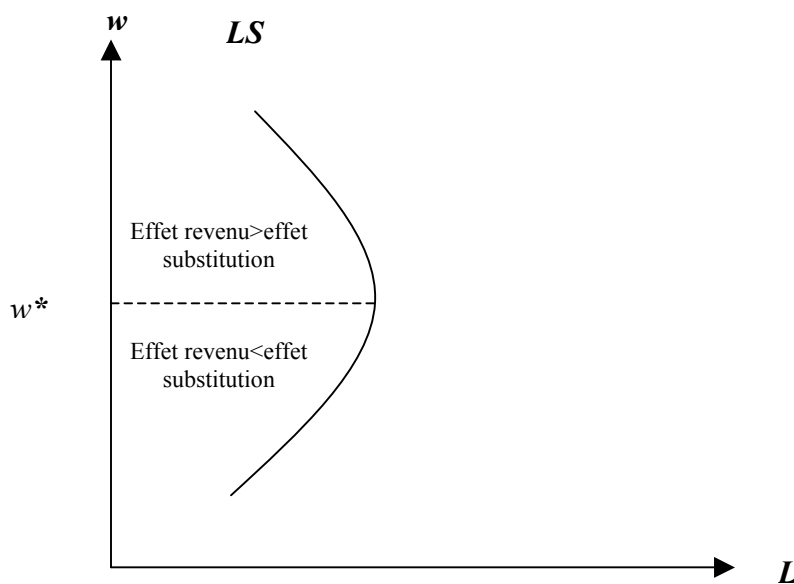 w
LS
Effet revenu>effet
substitution
w*
Effet revenu<effet
substitution
L